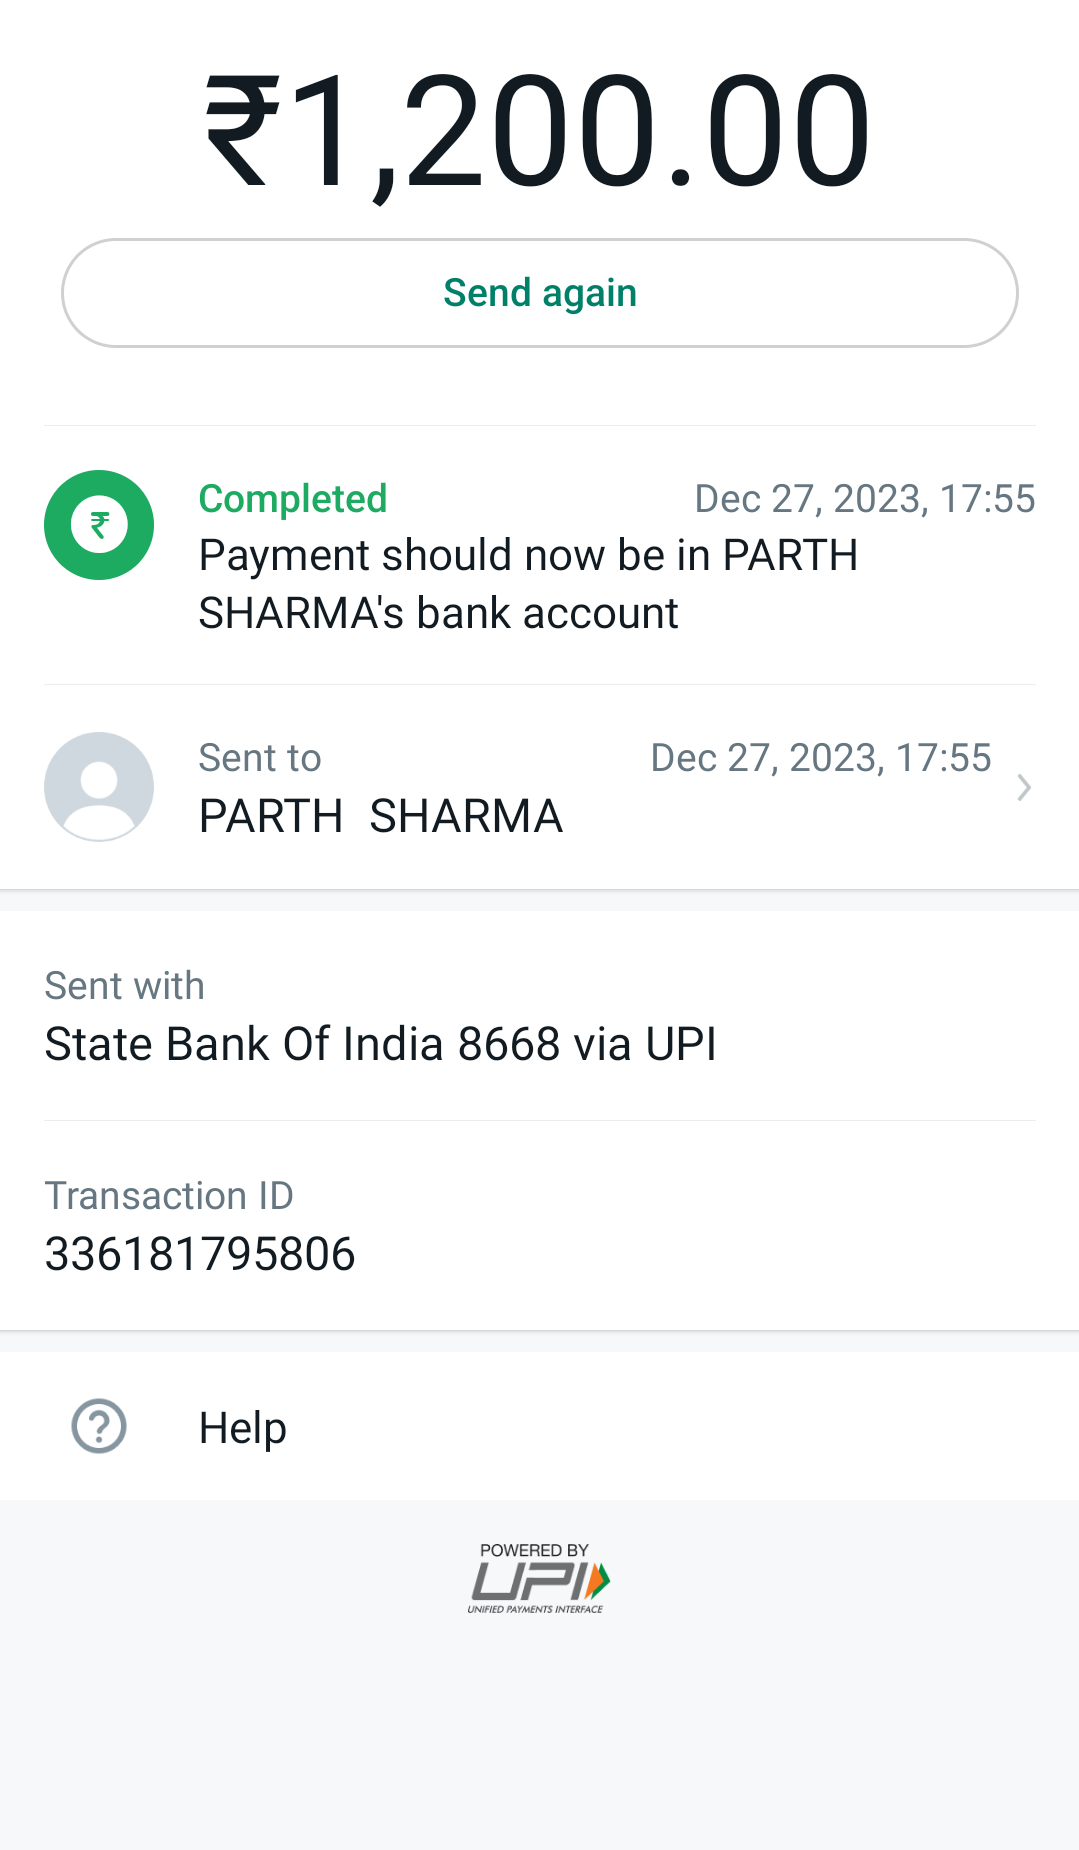 ₹1,200.00
Send again
Completed Dec 27, 2023, 17:55
Payment should now be in PARTH
SHARMA's bank account
Sent to Dec 27, 2023, 17:55
PARTH  SHARMA
Sent with
State Bank Of India 8668 via UPI
Transaction ID
336181795806
Help
POWERED BY
UPI
UNIFIED PAYMENTS INTERFACE